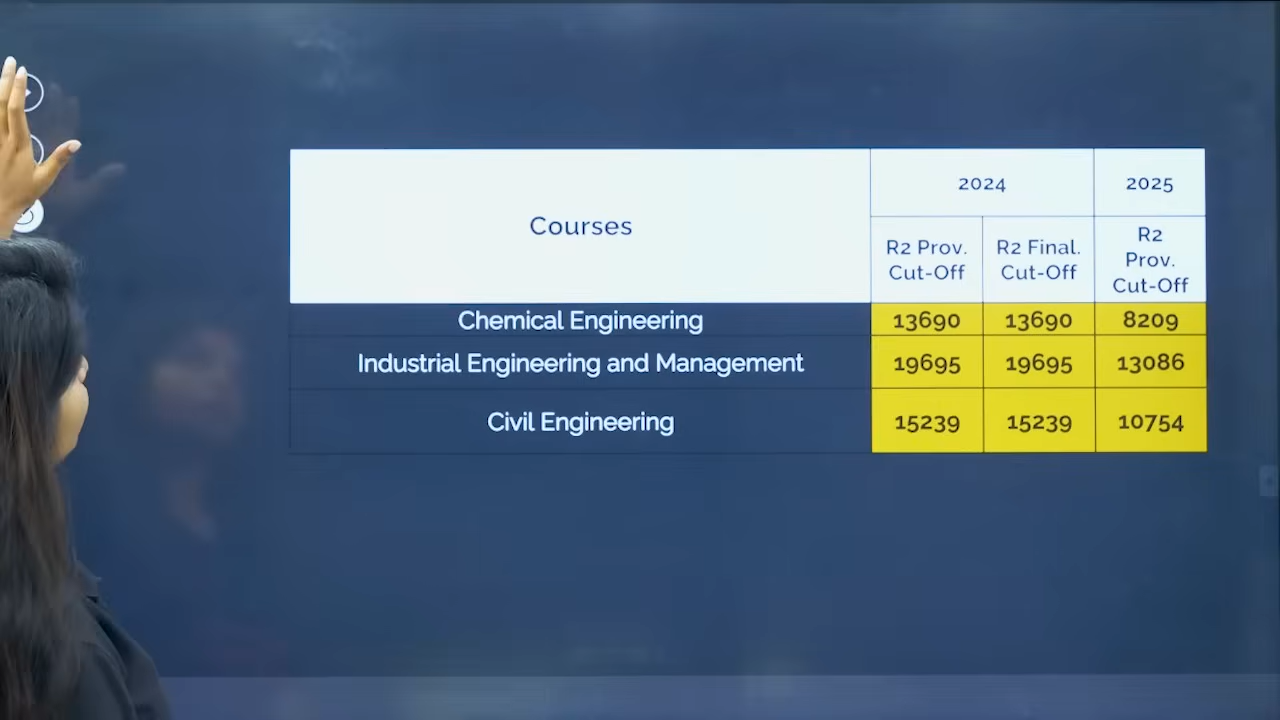 Courses
2024
2025
R2 Prov.
Cut-Off
R2 Final.
Cut-Off
R2
Prov.
Cut-Off
Chemical Engineering
13690
13690
8209
Industrial Engineering and Management
19695
19695
13086
Civil Engineering
15239
15239
10754